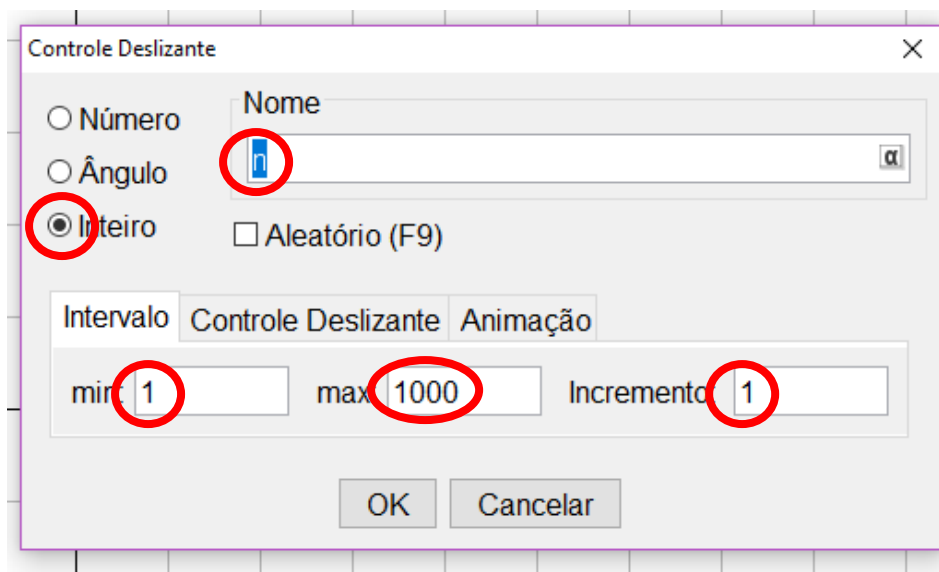 Controle Deslizante
Número
Nome
Ângulo
n
α
Inteiro
Aleatório (F9)
Intervalo Controle Deslizante Animação
min: 1 max: 1000 Incremento: 1
OK Cancelar